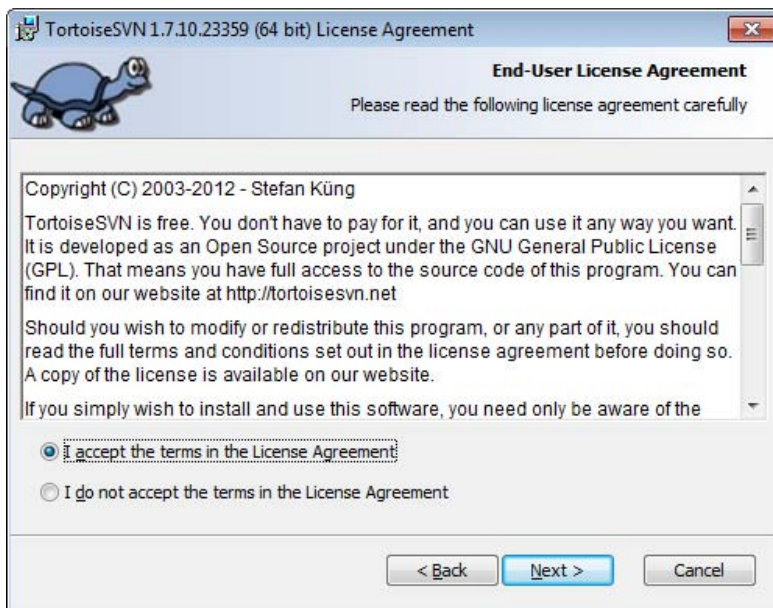 TortoiseSVN 1.7.10.23359 (64 bit) License Agreement
End-User License Agreement
Please read the following license agreement carefully
Copyright (C) 2003-2012 - Stefan Küng
TortoiseSVN is free. You don't have to pay for it, and you can use it any way you want.
It is developed as an Open Source project under the GNU General Public License
(GPL). That means you have full access to the source code of this program. You can
find it on our website at http://tortoisesvn.net
Should you wish to modify or redistribute this program, or any part of it, you should
read the full terms and conditions set out in the license agreement before doing so.
A copy of the license is available on our website.
If you simply wish to install and use this software, you need only be aware of the
I accept the terms in the License Agreement
I do not accept the terms in the License Agreement
< Back Next > Cancel